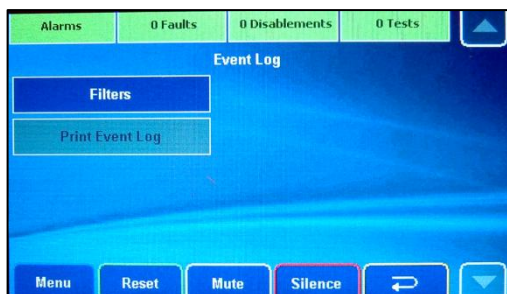 Alarms
0 Faults
0 Disablements
0 Tests
Event Log
Filters
Print Event Log
Menu
Reset
Mute
Silence